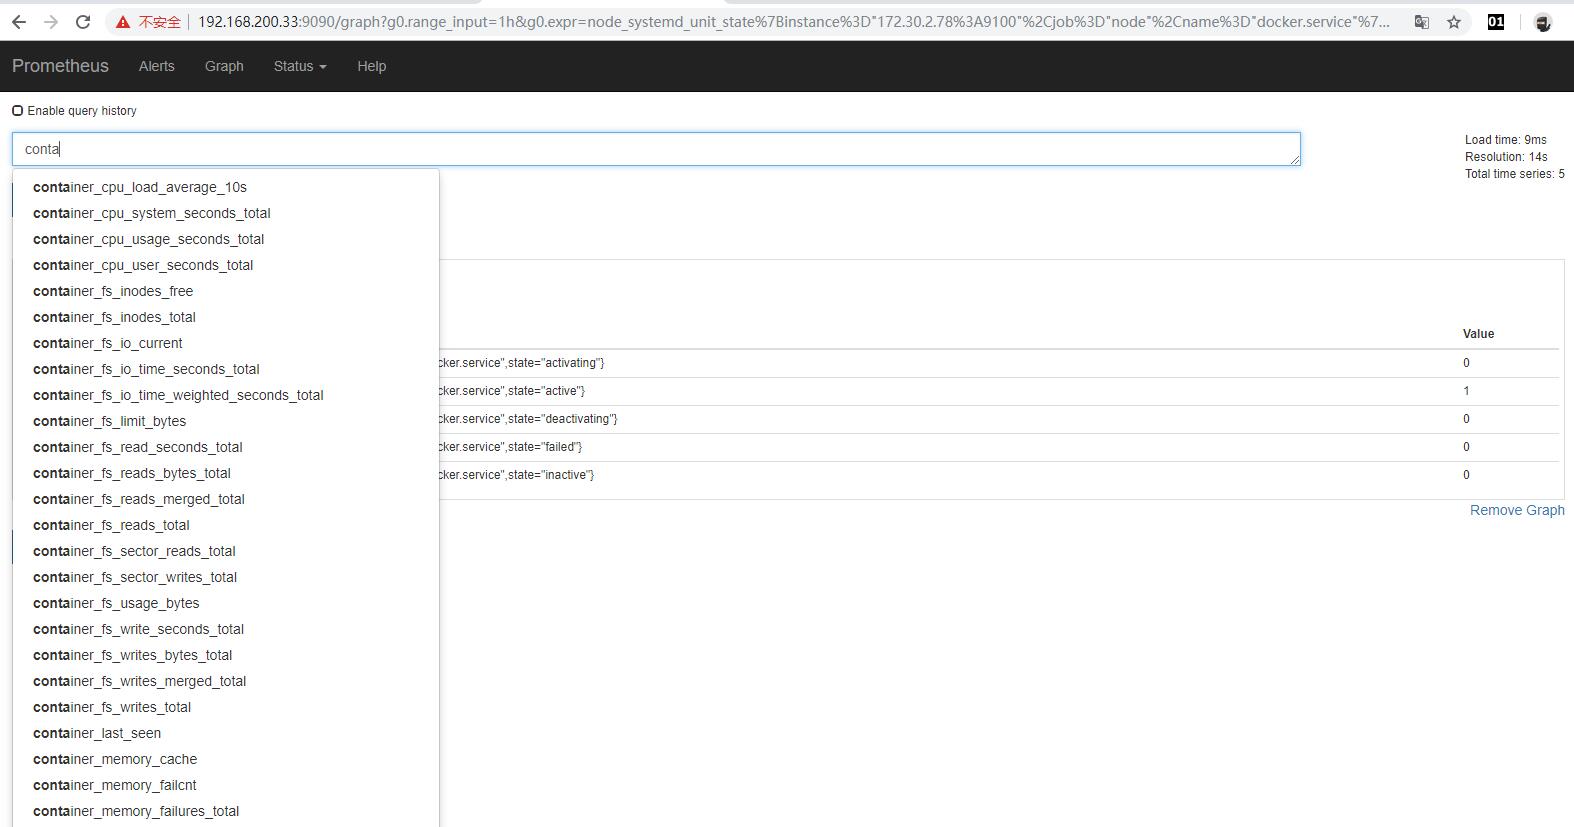 不安全 192.168.200.33:9090/graph?g0.range_input=1h&g0.expr=node_systemd_unit_state%7Binstance%3D"172.30.2.78%3A9100"%2Cjob%3D"node"%2Cname%3D"docker.service"%7... 01
Prometheus Alerts Graph Status Help
Enable query history
conta
Load time: 9ms
Resolution: 14s
Total time series: 5
container_cpu_load_average_10s
container_cpu_system_seconds_total
container_cpu_usage_seconds_total
container_cpu_user_seconds_total
container_fs_inodes_free
container_fs_inodes_total
container_fs_io_current
container_fs_io_time_seconds_total
container_fs_io_time_weighted_seconds_total
container_fs_limit_bytes
container_fs_read_seconds_total
container_fs_reads_bytes_total
container_fs_reads_merged_total
container_fs_reads_total
container_fs_sector_reads_total
container_fs_sector_writes_total
container_fs_usage_bytes
container_fs_write_seconds_total
container_fs_writes_bytes_total
container_fs_writes_merged_total
container_fs_writes_total
container_last_seen
container_memory_cache
container_memory_failcnt
container_memory_failures_total
Value
cker.service",state="activating"} 0
cker.service",state="active"} 1
cker.service",state="deactivating"} 0
cker.service",state="failed"} 0
cker.service",state="inactive"} 0
Remove Graph